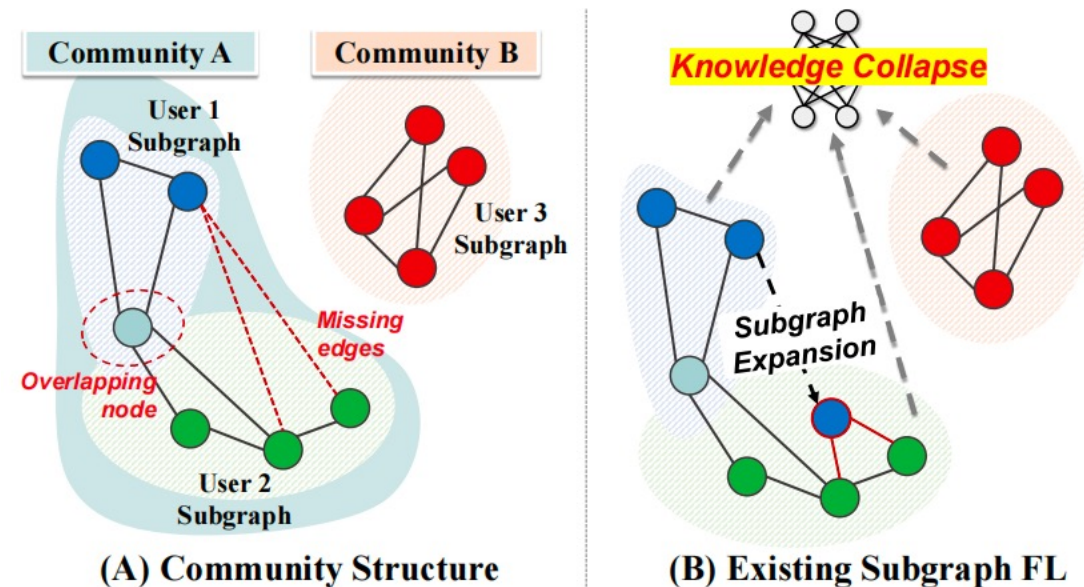 Community A
Community B
User 1
Subgraph
User 3
Subgraph
Missing
edges
Overlapping
node
User 2
Subgraph
(A) Community Structure
Knowledge Collapse
Subgraph
Expansion
(B) Existing Subgraph FL